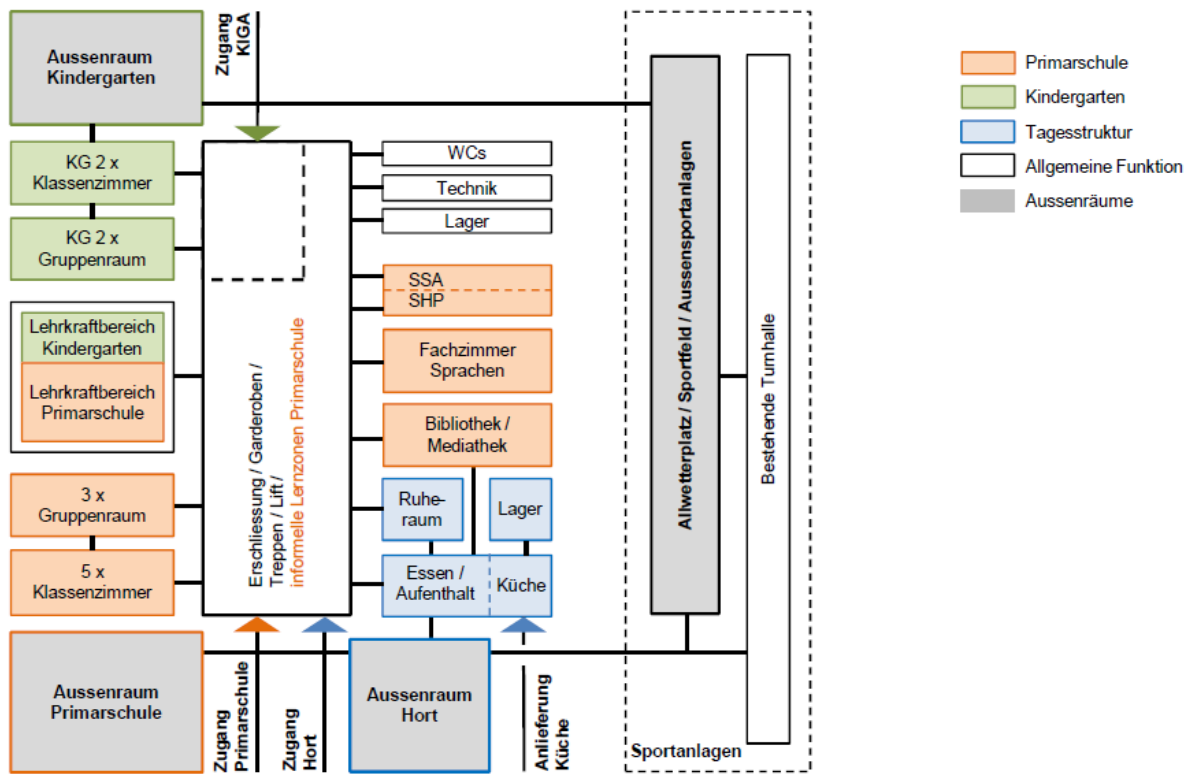 Aussenraum
Kindergarten
Zugang
KIGA
KG 2 x
Klassenzimmer
KG 2 x
Gruppenraum
Lehrkraftbereich
Kindergarten
Lehrkraftbereich
Primarschule
3 x
Gruppenraum
5 x
Klassenzimmer
Aussenraum
Primarschule
Erschliessung / Garderoben /
Treppen / Lift /
informelle Lernzonen Primarschule
Zugang
Primarschule
Zugang
Hort
WCs
Technik
Lager
SSA
SHP
Fachzimmer
Sprachen
Bibliothek /
Mediathek
Ruhe-
raum
Lager
Essen /
Aufenthalt
Küche
Aussenraum
Hort
Anlieferung
Küche
Allwetterplatz / Sportfeld / Aussensportanlagen
Bestehende Turnhalle
Sportanlagen
Primarschule
Kindergarten
Tagesstruktur
Allgemeine Funktion
Aussenräume